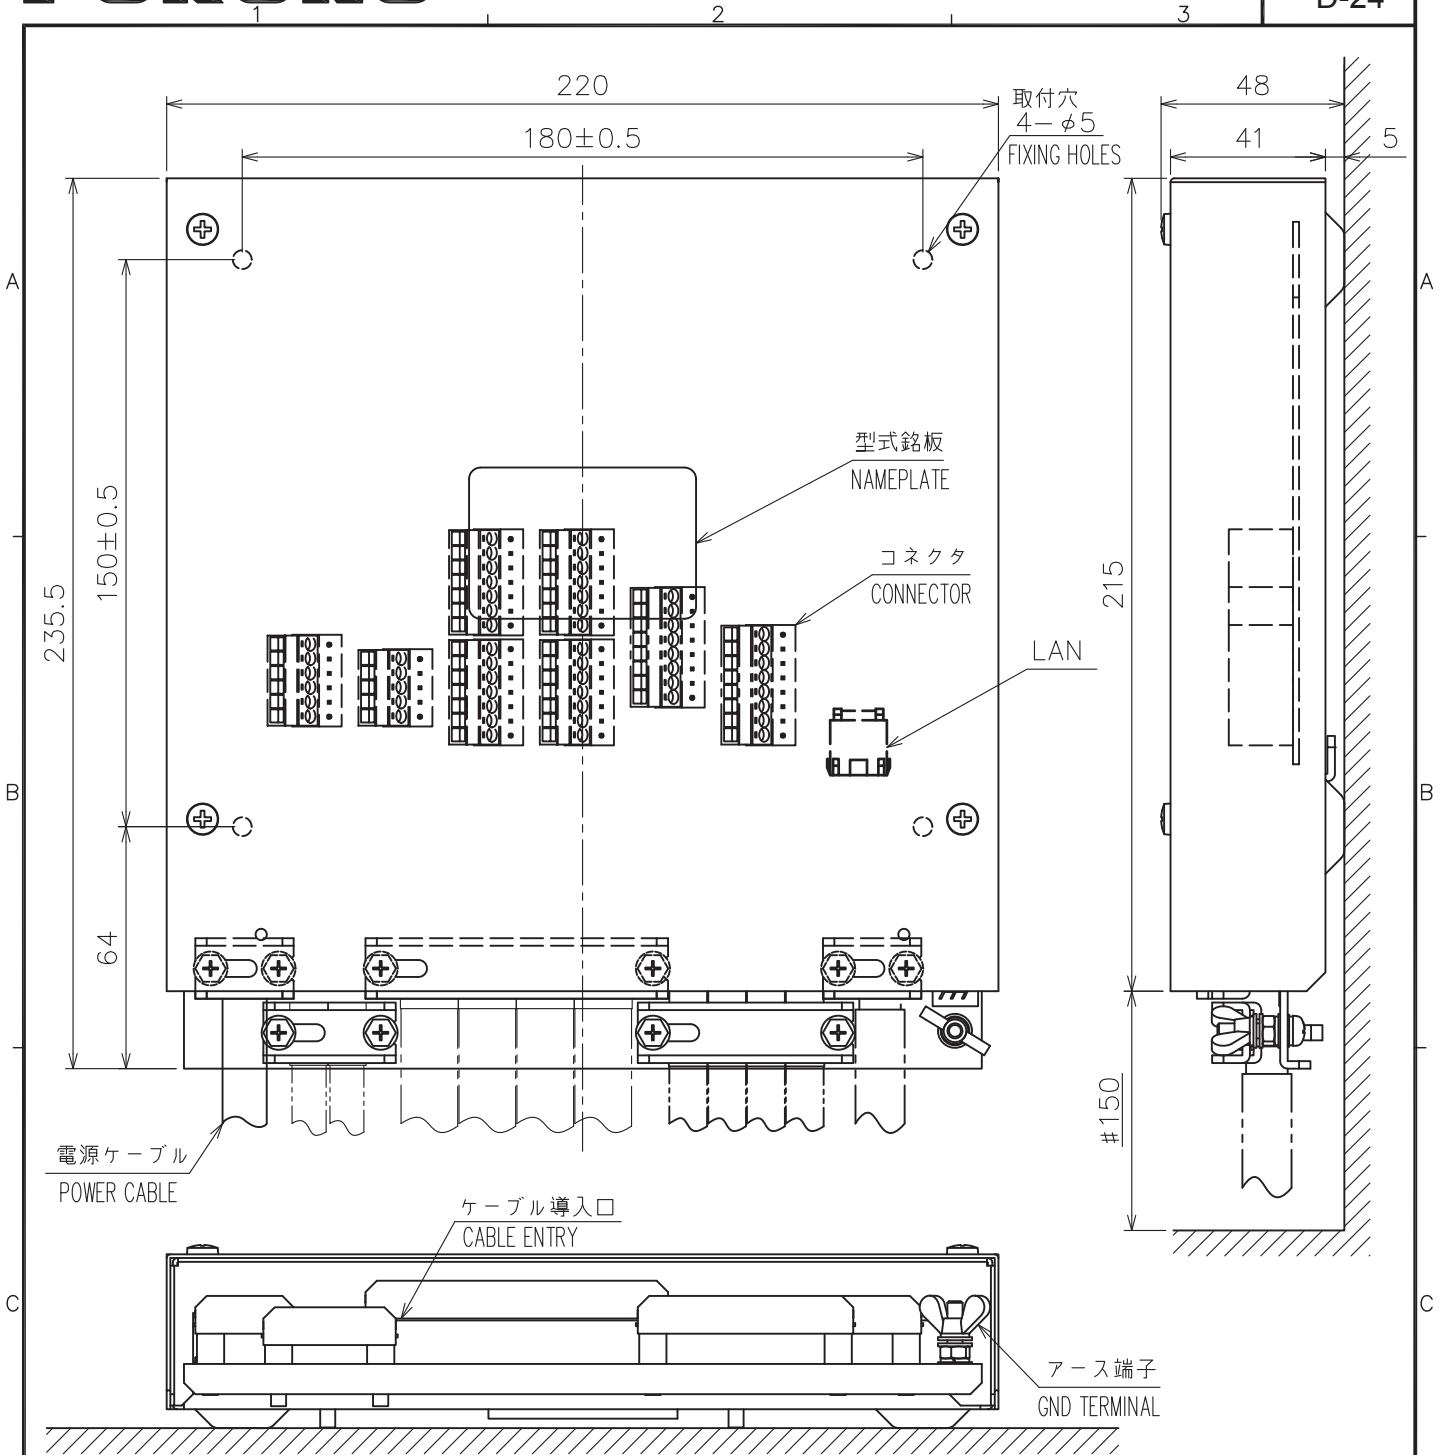 D-24
1
2
3
220
180±0.5
取付穴
4-φ5
FIXING HOLES
48
41
5
A
A
型式銘板
NAMEPLATE
150±0.5
コネクタ
CONNECTOR
235.5
215
LAN
B
B
64
#150
電源ケーブル
POWER CABLE
ケーブル導入口
CABLE ENTRY
C
C
アース端子
GND TERMINAL